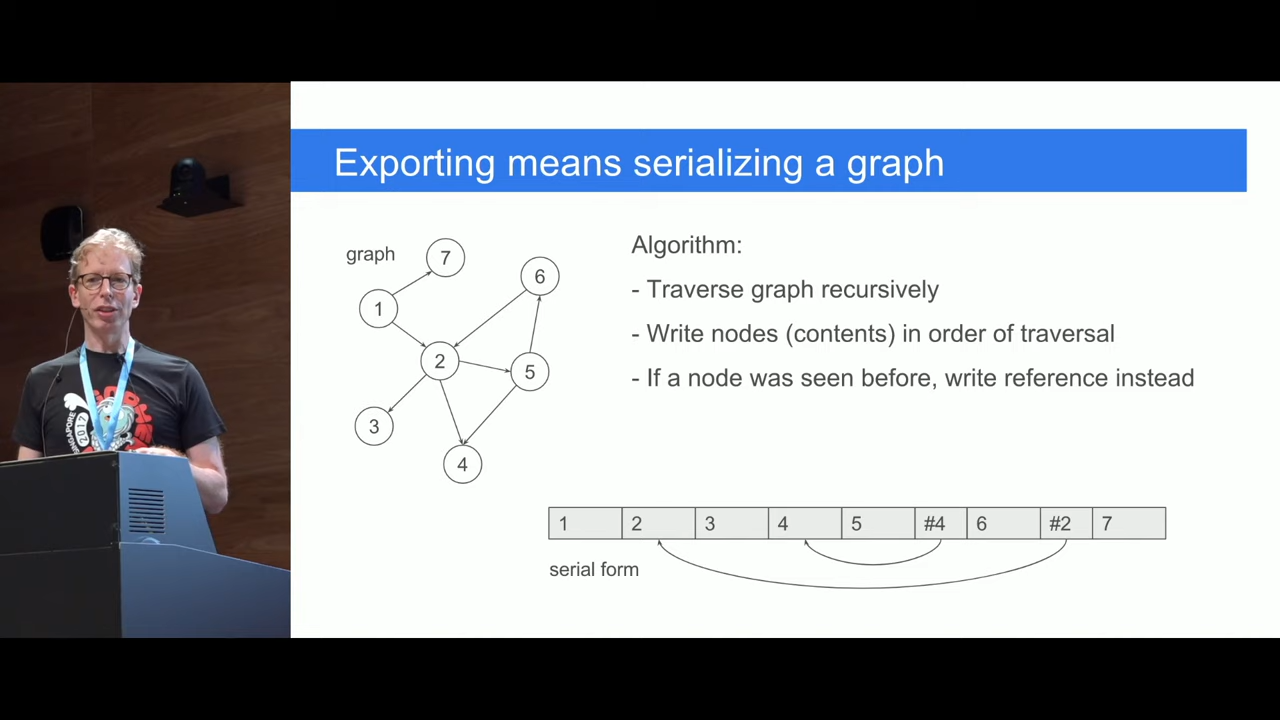 Exporting means serializing a graph
graph
7
6
1
2
5
3
4
Algorithm:
- Traverse graph recursively
- Write nodes (contents) in order of traversal
- If a node was seen before, write reference instead
1 2 3 4 5 #4 6 #2 7
serial form
SINGAPORE
2017